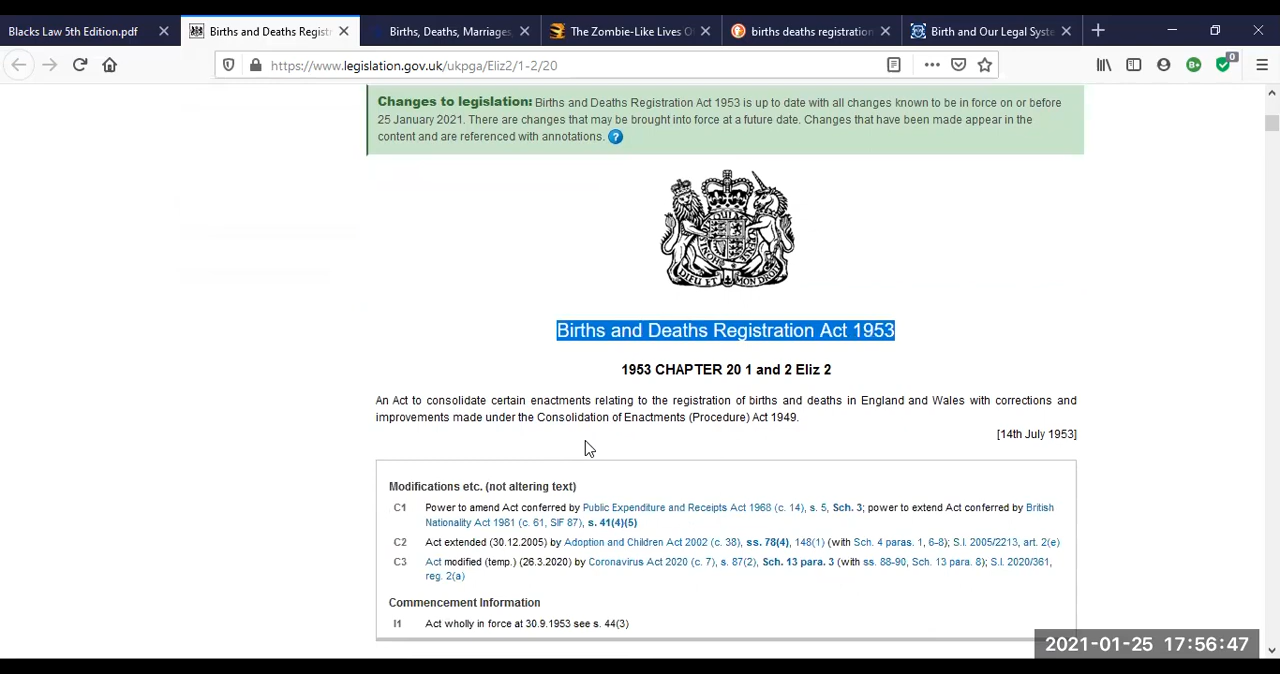 Blacks Law 5th Edition.pdf
Births and Deaths Registr
Births, Deaths, Marriages,
The Zombie-Like Lives O
births deaths registration
Birth and Our Legal Syste
https://www.legislation.gov.uk/ukpga/Eliz2/1-2/20
B+
0
Changes to legislation: Births and Deaths Registration Act 1953 is up to date with all changes known to be in force on or before
25 January 2021. There are changes that may be brought into force at a future date. Changes that have been made appear in the
content and are referenced with annotations. ?
DIEU ET MON DROIT
Births and Deaths Registration Act 1953
1953 CHAPTER 20 1 and 2 Eliz 2
An Act to consolidate certain enactments relating to the registration of births and deaths in England and Wales with corrections and
improvements made under the Consolidation of Enactments (Procedure) Act 1949.
[14th July 1953]
Modifications etc. (not altering text)
C1 Power to amend Act conferred by Public Expenditure and Receipts Act 1968 (c. 14), s. 5, Sch. 3; power to extend Act conferred by British
Nationality Act 1981 (c. 61, SIF 87), s. 41(4)(5)
C2 Act extended (30.12.2005) by Adoption and Children Act 2002 (c. 38), ss. 78(4), 148(1) (with Sch. 4 paras. 1, 6-8); S.I. 2005/2213, art. 2(e)
C3 Act modified (temp.) (26.3.2020) by Coronavirus Act 2020 (c. 7), s. 87(2), Sch. 13 para. 3 (with ss. 88-90, Sch. 13 para. 8); S.I. 2020/361,
reg. 2(a)
Commencement Information
I1 Act wholly in force at 30.9.1953 see s. 44(3)
2021-01-25 17:56:47